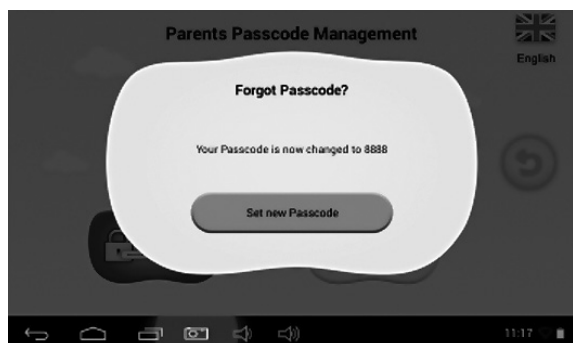 Parents Passcode Management
English
Forgot Passcode?
Your Passcode is now changed to 8888
Set new Passcode
11:17